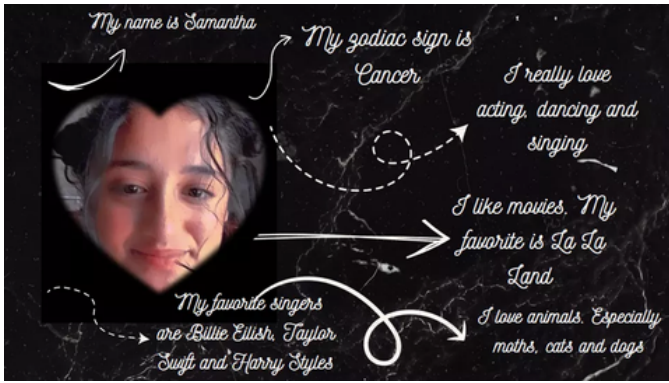 My name is Samantha
My zodiac sign is
Cancer
I really love
acting, dancing and
singing
I like movies. My
favorite is La La
Land
My favorite singers
are Billie Eilish, Taylor
Swift and Harry Styles
I love animals. Especially
moths, cats and dogs